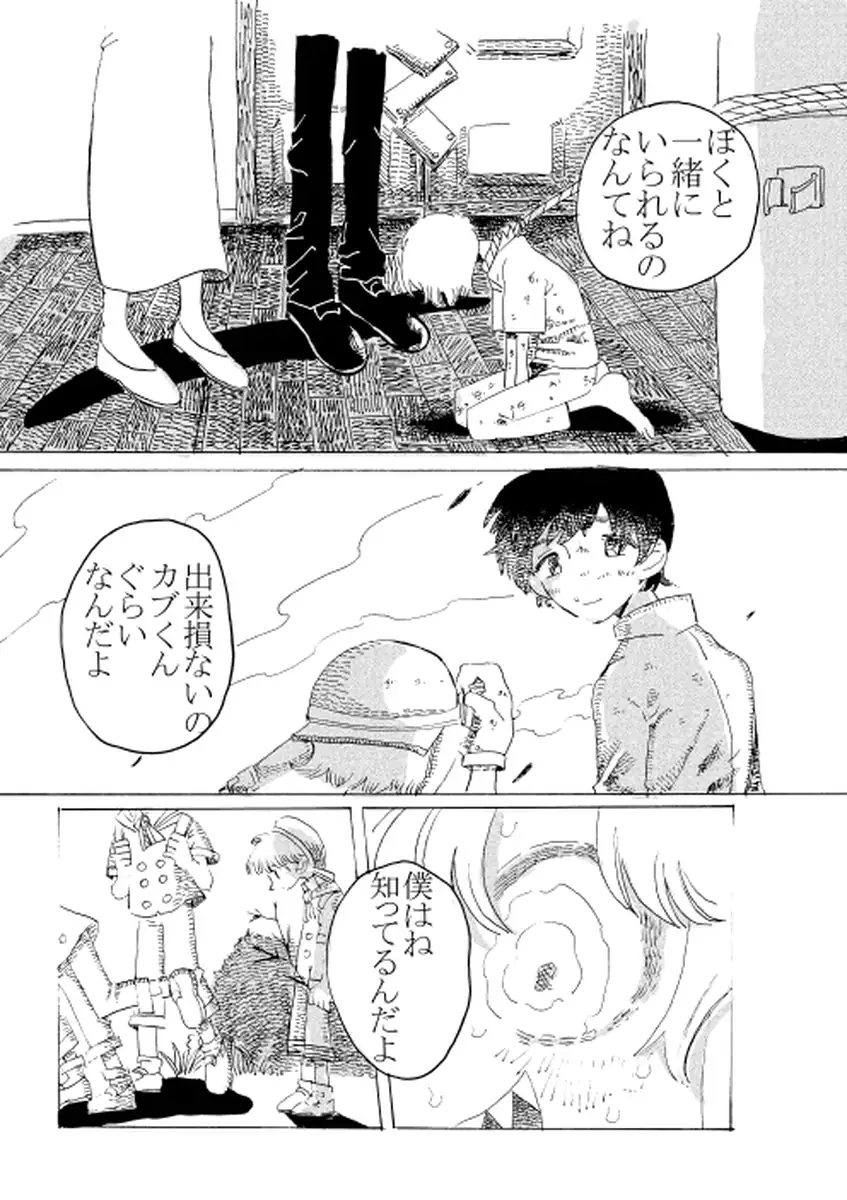 ぼくと
一緒に
いられるの
なんてね
出来損ないの
カブくん
ぐらい
なんだよ
僕はね
知ってるんだよ